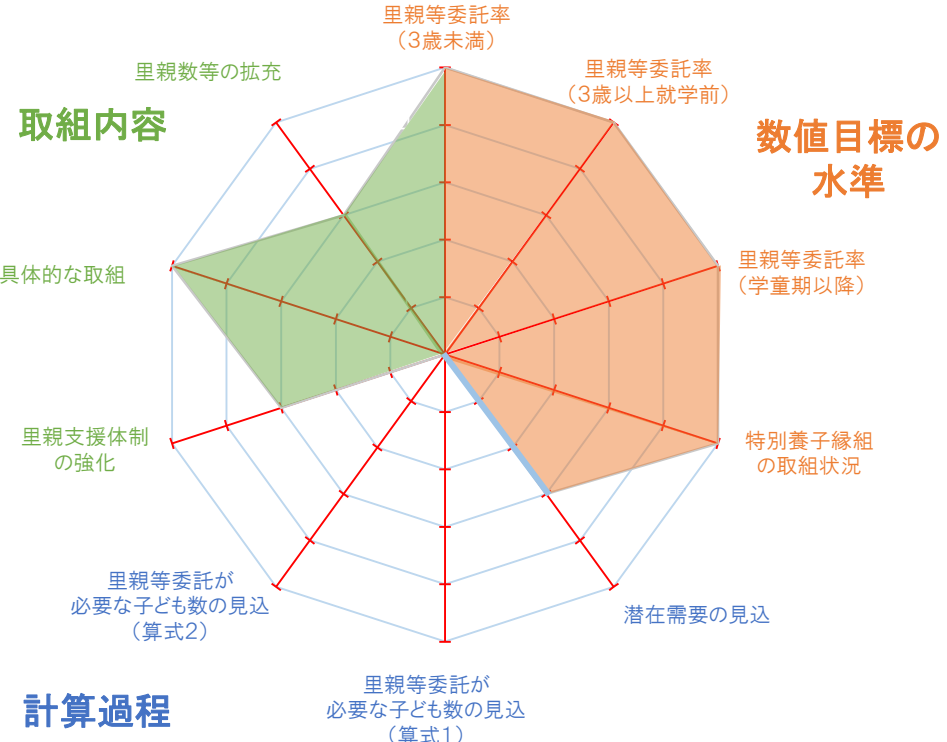 里親等委託率
（3歳未満）
里親等委託率
（3歳以上就学前）
数値目標の
水準
里親等委託率
（学童期以降）
特別養子縁組
の取組状況
潜在需要の見込
里親等委託が
必要な子ども数の見込
（算式1）
里親等委託が
必要な子ども数の見込
（算式2）
計算過程
里親支援体制
の強化
具体的な取組
取組内容
里親数等の拡充